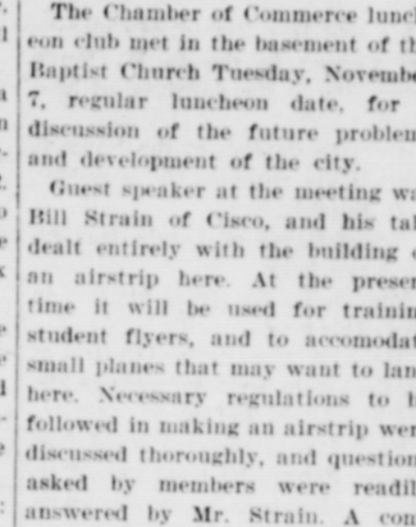 The Chamber of Commerce lunch
eon club met in the basement of th
Baptist Church Tuesday, Novembe
7, regular luncheon date, for
discussion of the future problem
and development of the city.
Guest speaker at the meeting wa
Bill Strain of Cisco, and his tal
dealt entirely with the building o
an airstrip here. At the presen
time it will be used for trainin
student flyers, and to accomodat
small planes that may want to lan
here. Necessary regulations to b
followed in making an airstrip wer
discussed thoroughly, and question
asked by members were readil
answered by Mr. Strain. A con